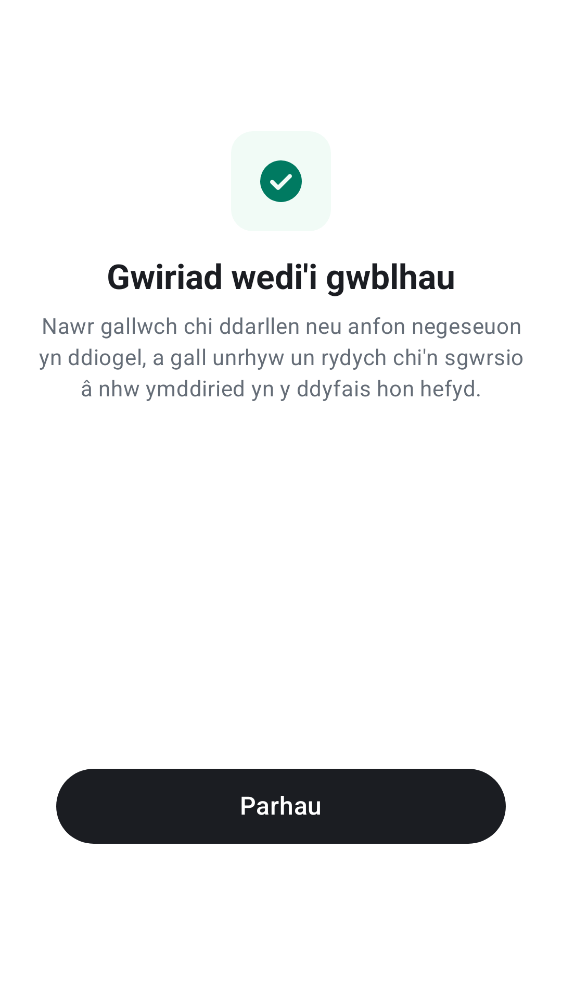 Gwiriad wedi'i gwblhau
Nawr gallwch chi ddarllen neu anfon negeseuon
yn ddiogel, a gall unrhyw un rydych chi'n sgwrsio
â nhw ymddiried yn y ddyfais hon hefyd.
Parhau